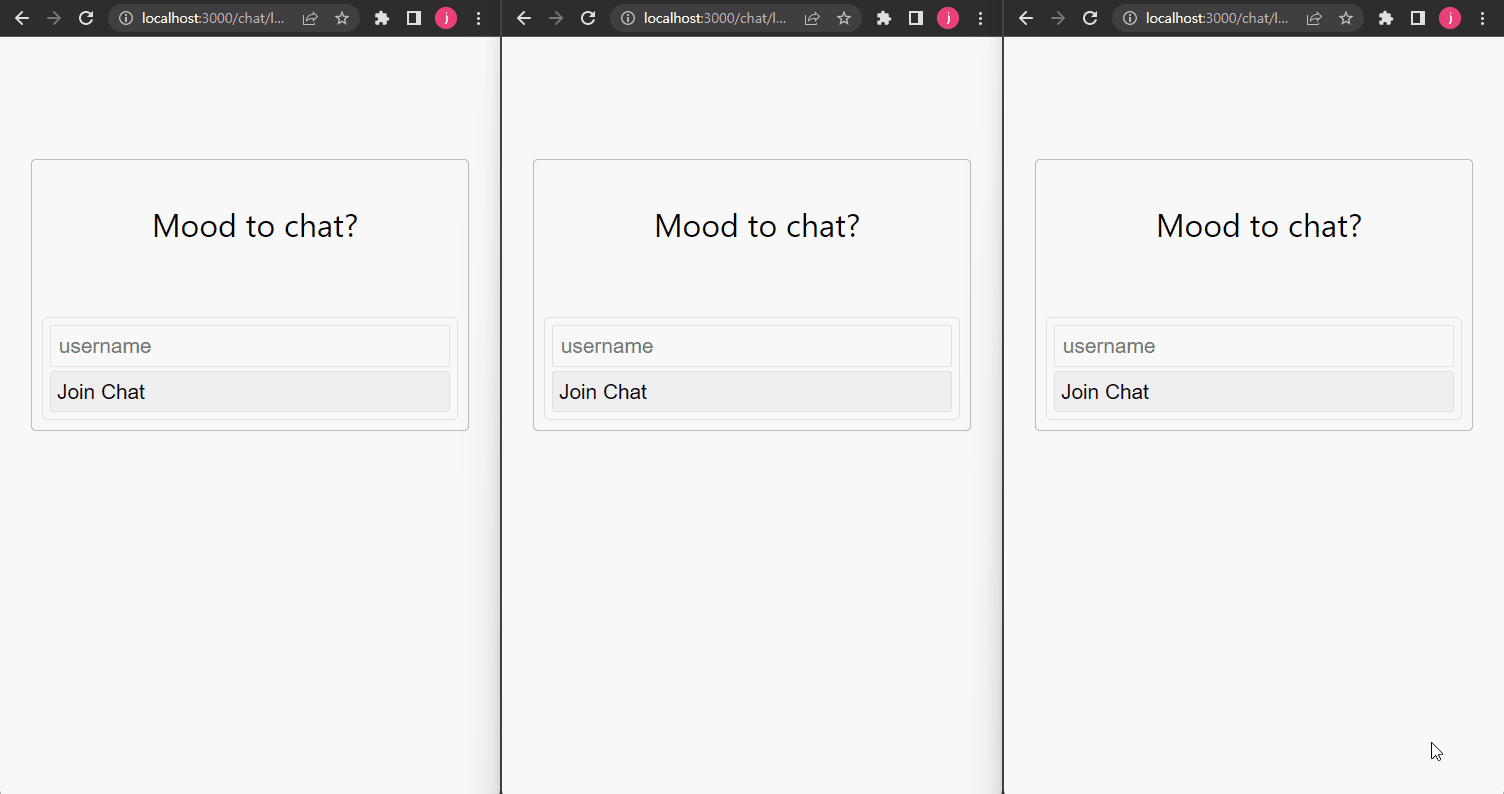 localhost:3000/chat/l...
j
Mood to chat?
username
Join Chat
localhost:3000/chat/l...
j
Mood to chat?
username
Join Chat
localhost:3000/chat/l...
j
Mood to chat?
username
Join Chat